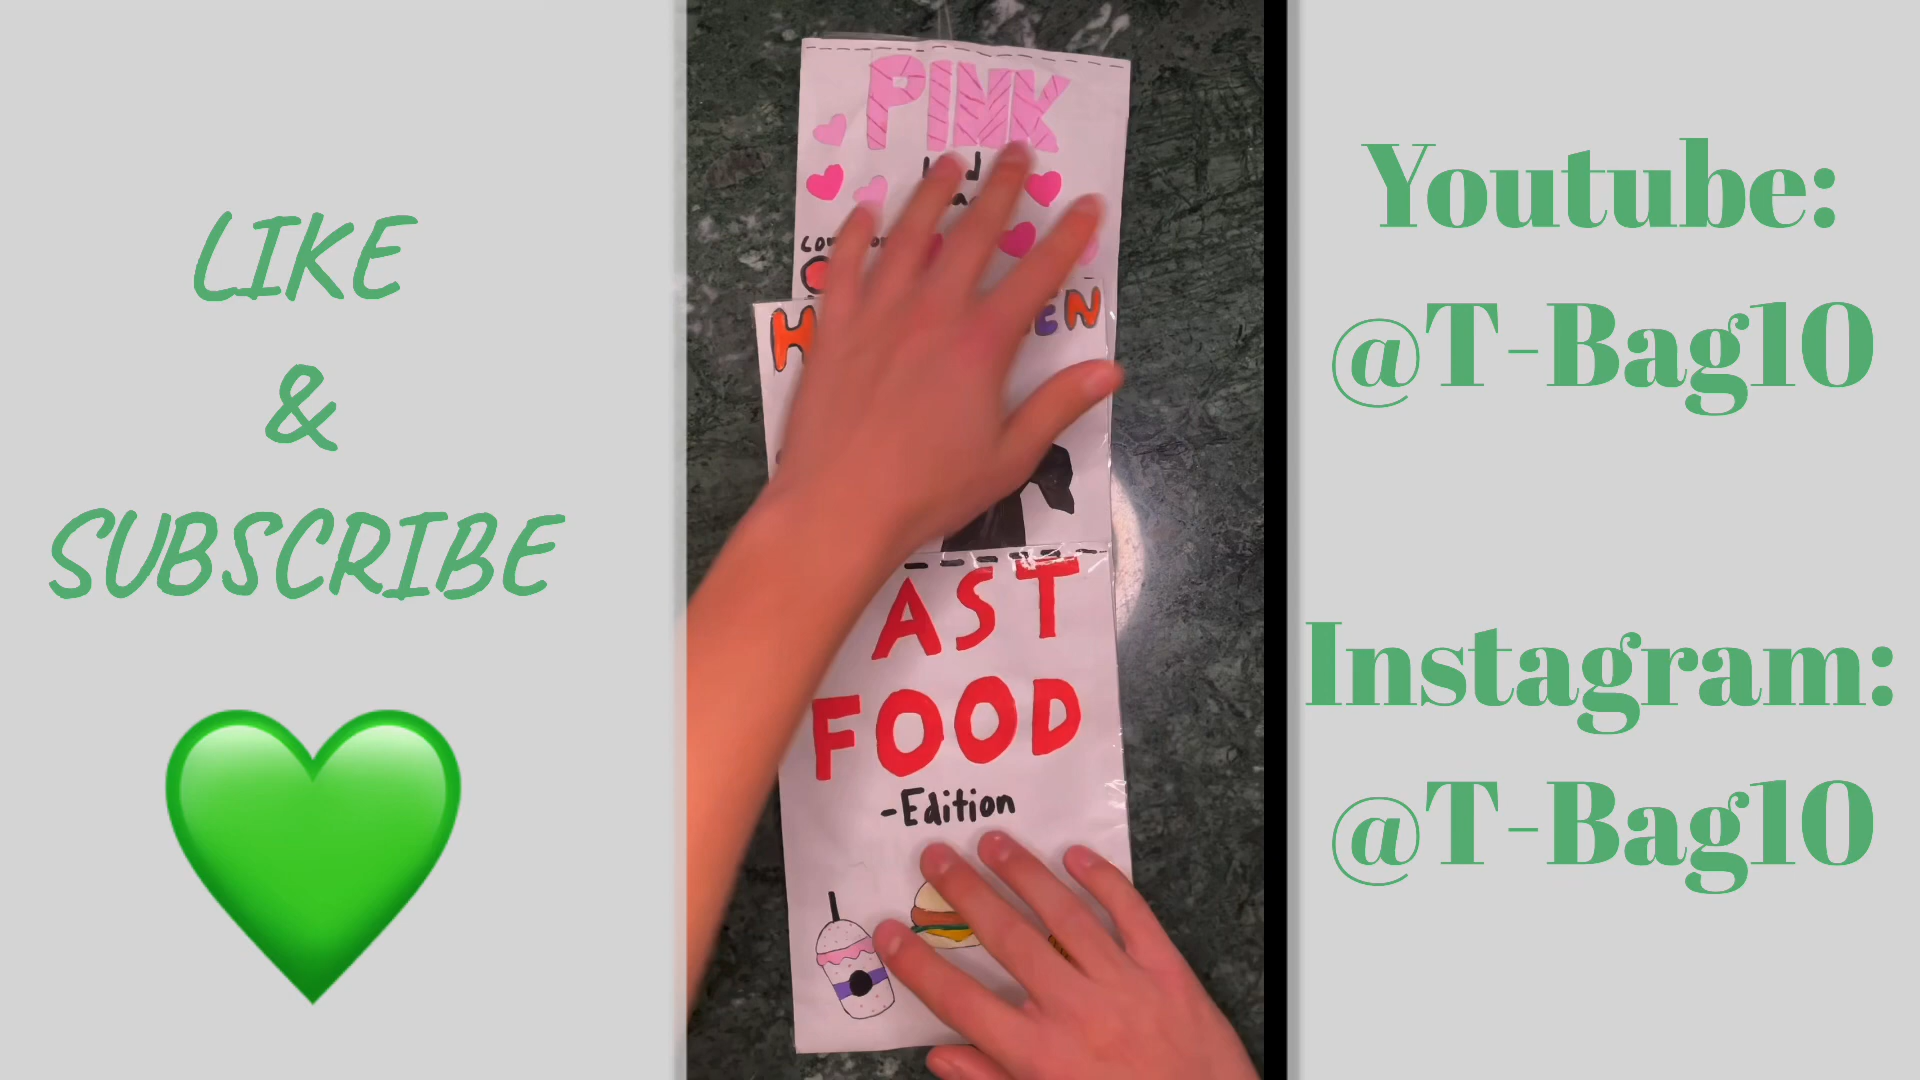 LIKE
&
SUBSCRIBE
PINK
AST
FOOD
-Edition
Youtube:
@T-Bag10
Instagram:
@T-Bag10